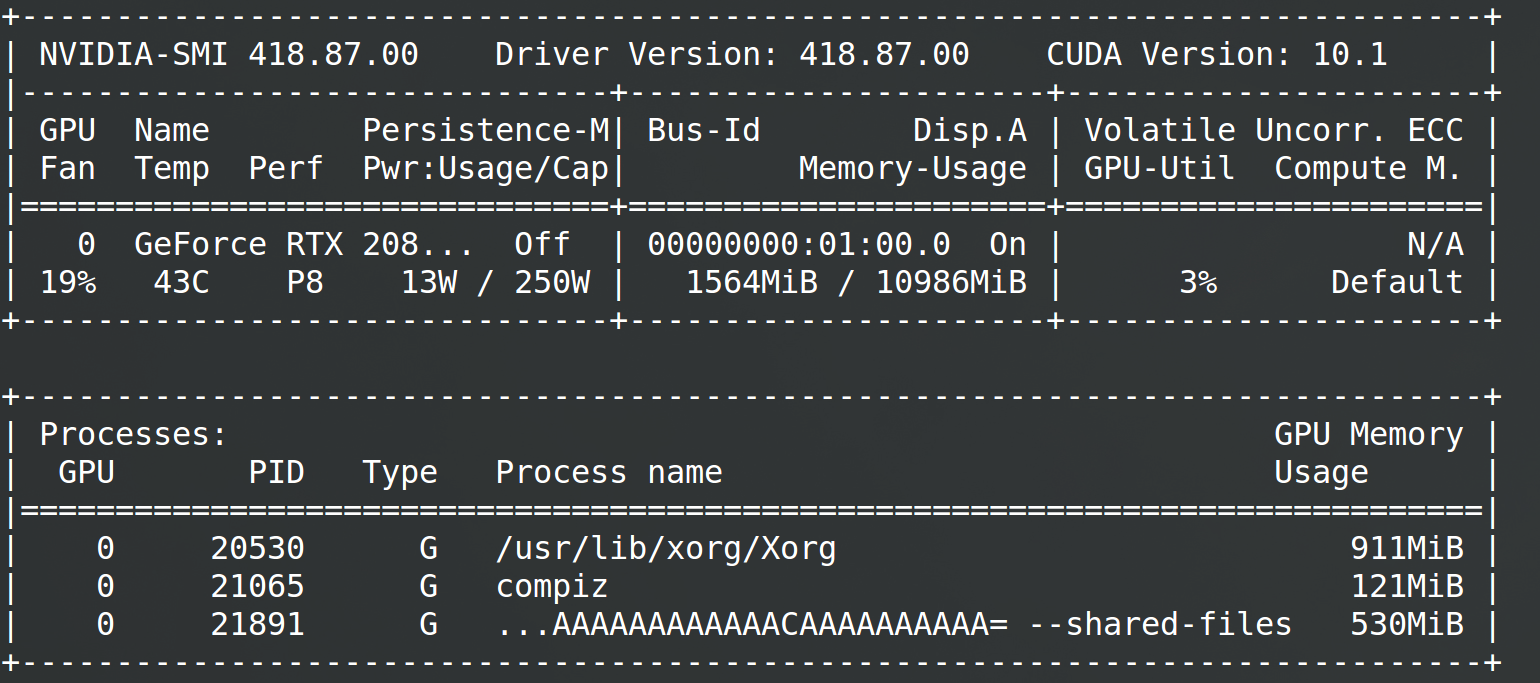 +-----------------------------------------------------------------------------+
| NVIDIA-SMI 418.87.00    Driver Version: 418.87.00    CUDA Version: 10.1     |
|-------------------------------+----------------------+----------------------+
| GPU  Name        Persistence-M| Bus-Id        Disp.A | Volatile Uncorr. ECC |
| Fan  Temp  Perf  Pwr:Usage/Cap|         Memory-Usage | GPU-Util  Compute M. |
|===============================+======================+======================|
|   0  GeForce RTX 208...  Off  | 00000000:01:00.0  On |                  N/A |
| 19%   43C    P8    13W / 250W |   1564MiB / 10986MiB |      3%      Default |
+-------------------------------+----------------------+----------------------+

+-----------------------------------------------------------------------------+
| Processes:                                                       GPU Memory |
|  GPU       PID   Type   Process name                             Usage      |
|=============================================================================|
|    0     20530      G   /usr/lib/xorg/Xorg                           911MiB |
|    0     21065      G   compiz                                       121MiB |
|    0     21891      G   ...AAAAAAAAAAAACAAAAAAAAAA= --shared-files   530MiB |
+-----------------------------------------------------------------------------+